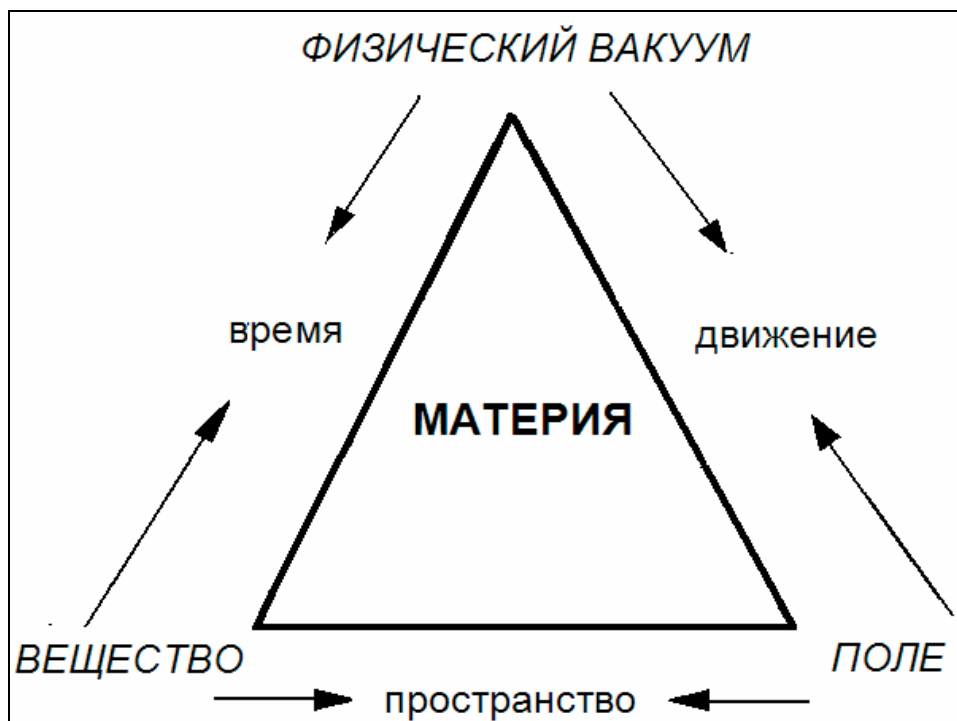 ФИЗИЧЕСКИЙ ВАКУУМ
время
движение
МАТЕРИЯ
ВЕЩЕСТВО
ПОЛЕ
пространство